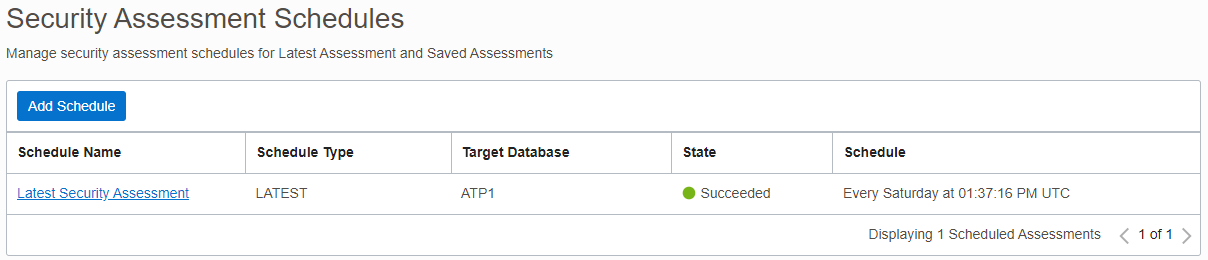 Security Assessment Schedules
Manage security assessment schedules for Latest Assessment and Saved Assessments
Add Schedule
Schedule Name Schedule Type Target Database State Schedule
Latest Security Assessment LATEST ATP1 Succeeded Every Saturday at 01:37:16 PM UTC
Displaying 1 Scheduled Assessments 1 of 1